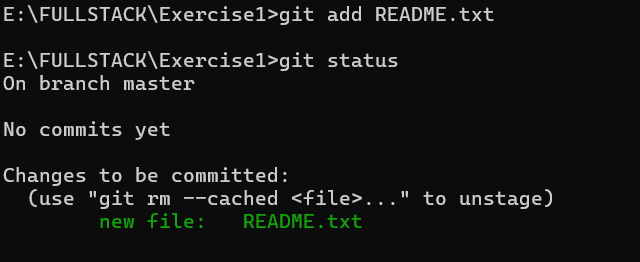 E:\FULLSTACK\Exercise1>git add README.txt
E:\FULLSTACK\Exercise1>git status
On branch master
No commits yet
Changes to be committed:
  (use "git rm --cached <file>..." to unstage)
        new file:   README.txt